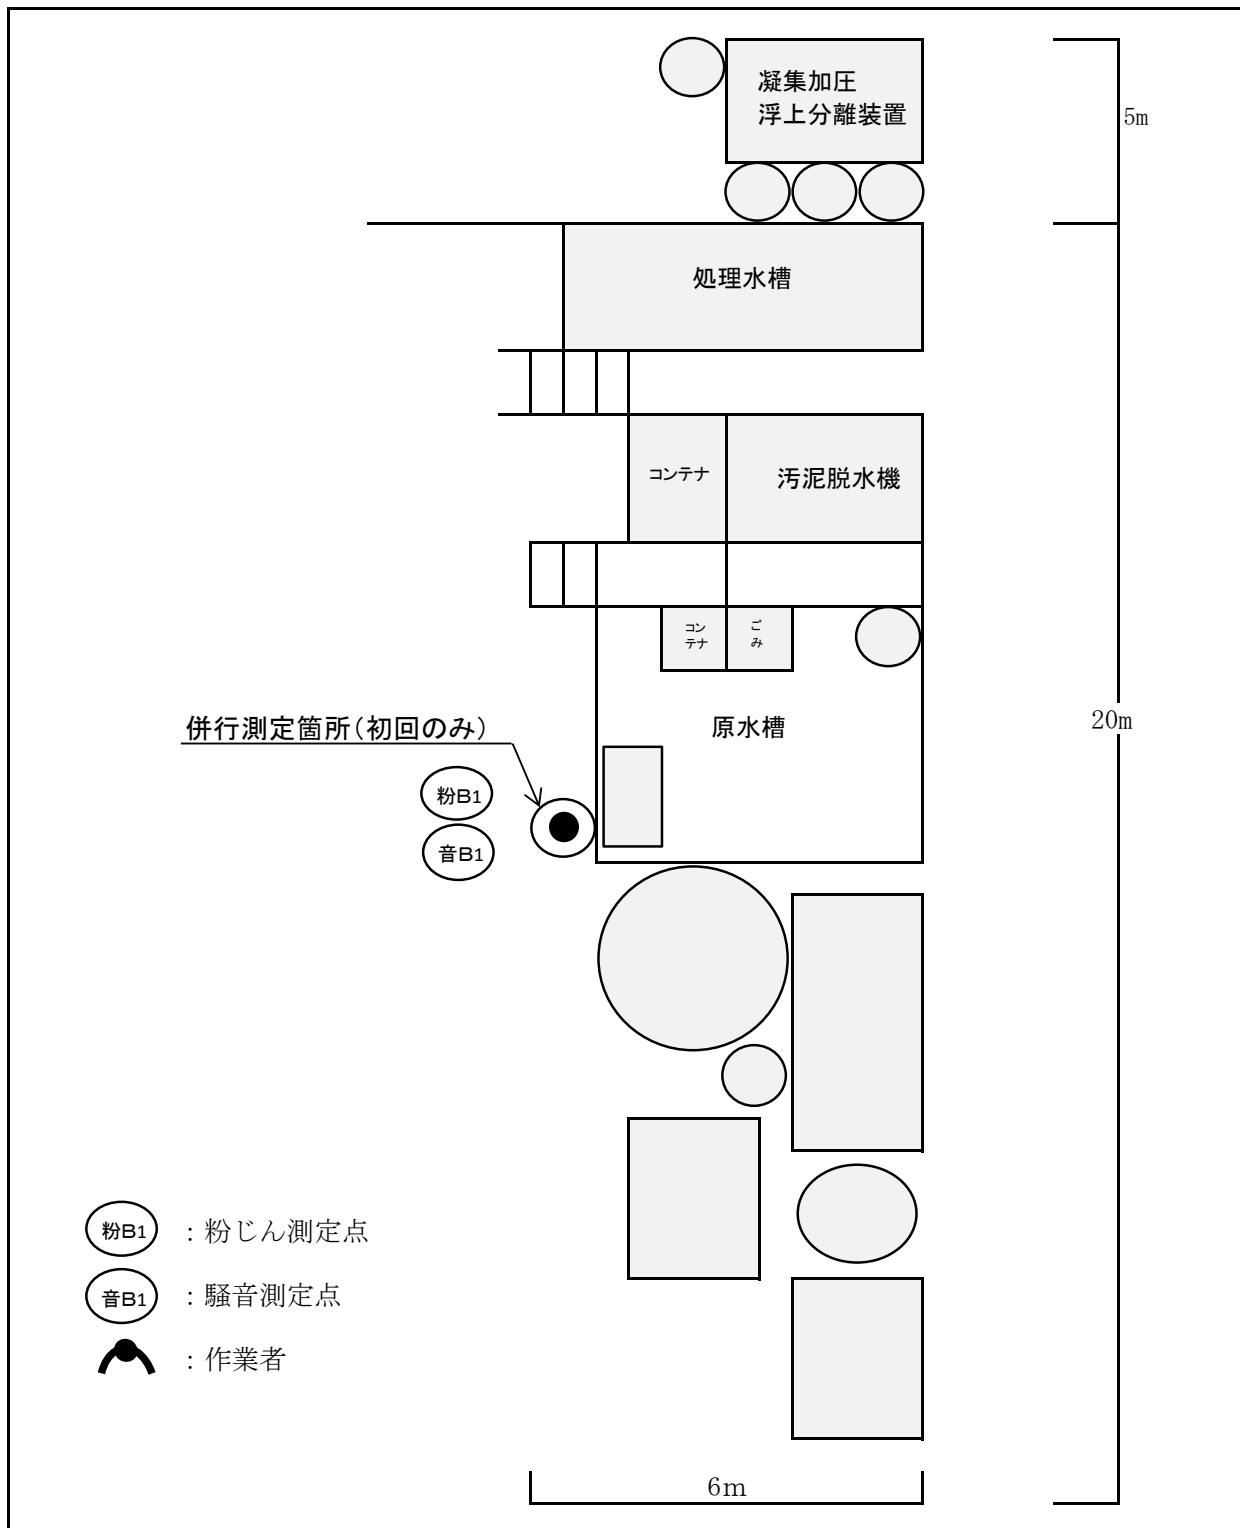 凝集加圧
浮上分離装置
5m
処理水槽
コンテナ
汚泥脱水機
コン
テナ
ご
み
20m
併行測定箇所(初回のみ)
原水槽
粉B1
音B1
粉B1
：粉じん測定点
音B1
：騒音測定点
：作業者
6m